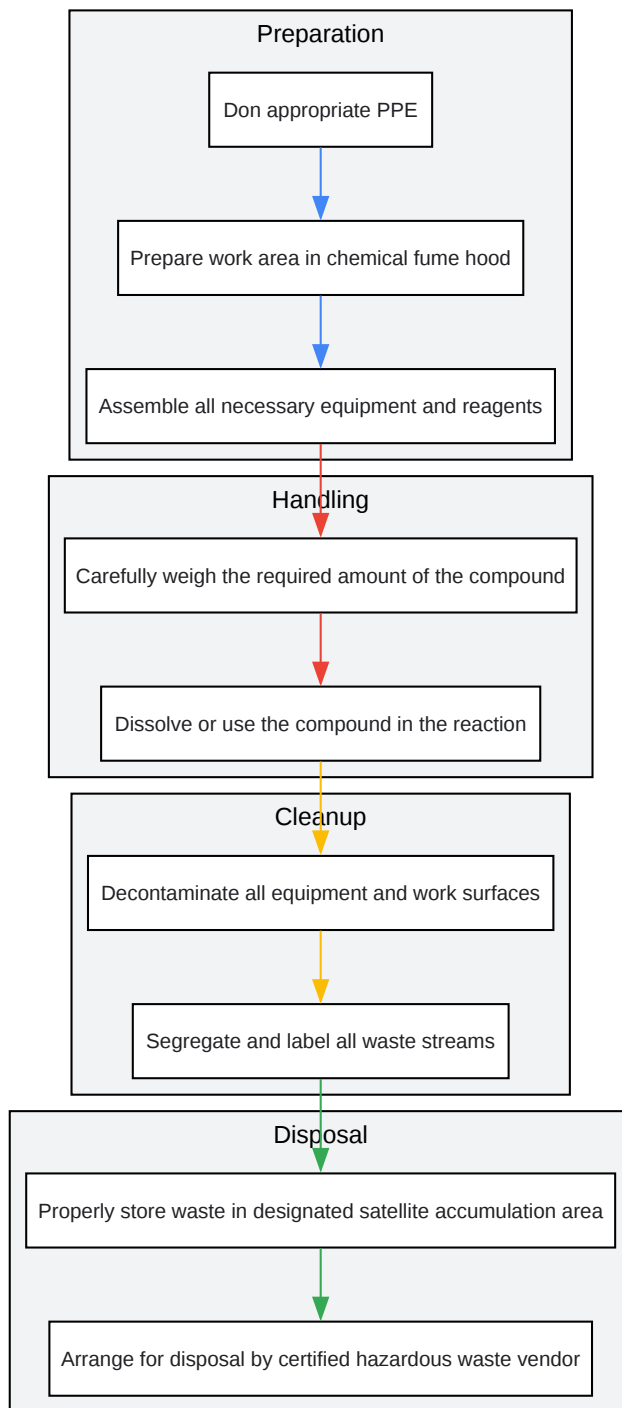 Preparation
Don appropriate PPE
Prepare work area in chemical fume hood
Assemble all necessary equipment and reagents
Handling
Carefully weigh the required amount of the compound
Dissolve or use the compound in the reaction
Cleanup
Decontaminate all equipment and work surfaces
Segregate and label all waste streams
Disposal
Properly store waste in designated satellite accumulation area
Arrange for disposal by certified hazardous waste vendor